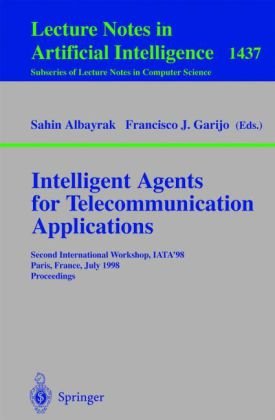 Lecture Notes in
Artificial Intelligence 1437
Subseries of Lecture Notes in Computer Science
Sahin Albayrak Francisco J. Garijo (Eds.)
Intelligent Agents
for Telecommunication
Applications
Second International Workshop, IATA'98
Paris, France, July 1998
Proceedings
Springer